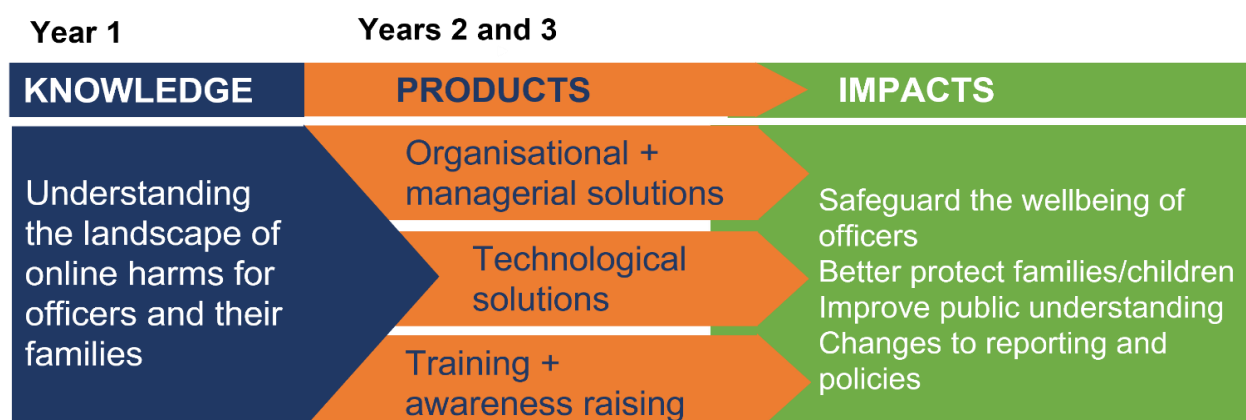 Year 1
Years 2 and 3
KNOWLEDGE
PRODUCTS
IMPACTS
Understanding
the landscape of
online harms for
officers and their
families
Organisational +
managerial solutions
Technological
solutions
Training +
awareness raising
Safeguard the wellbeing of
officers
Better protect families/children
Improve public understanding
Changes to reporting and
policies